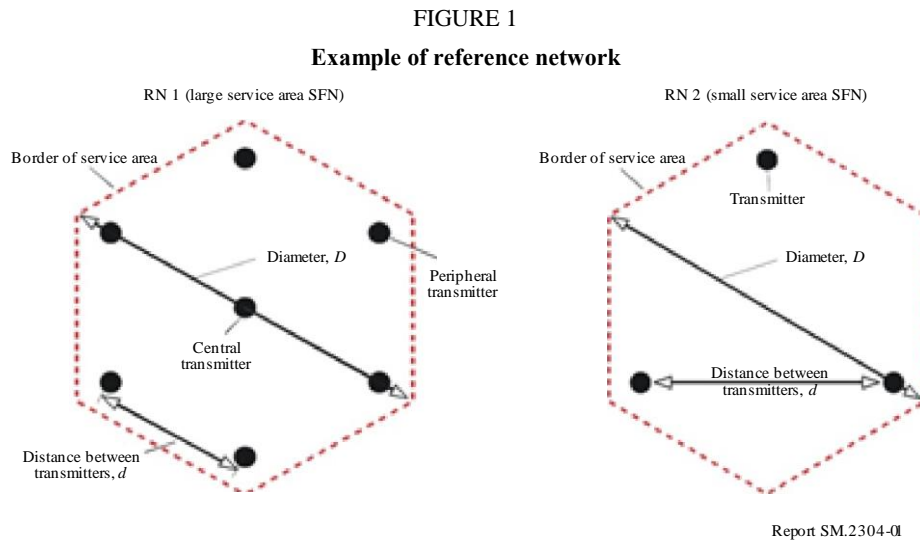 FIGURE 1
Example of reference network
RN 1 (large service area SFN)
Border of service area
Diameter, D
Peripheral
transmitter
Central
transmitter
Distance between
transmitters, d
RN 2 (small service area SFN)
Border of service area
Transmitter
Diameter, D
Distance between
transmitters, d
Report SM.2304-01